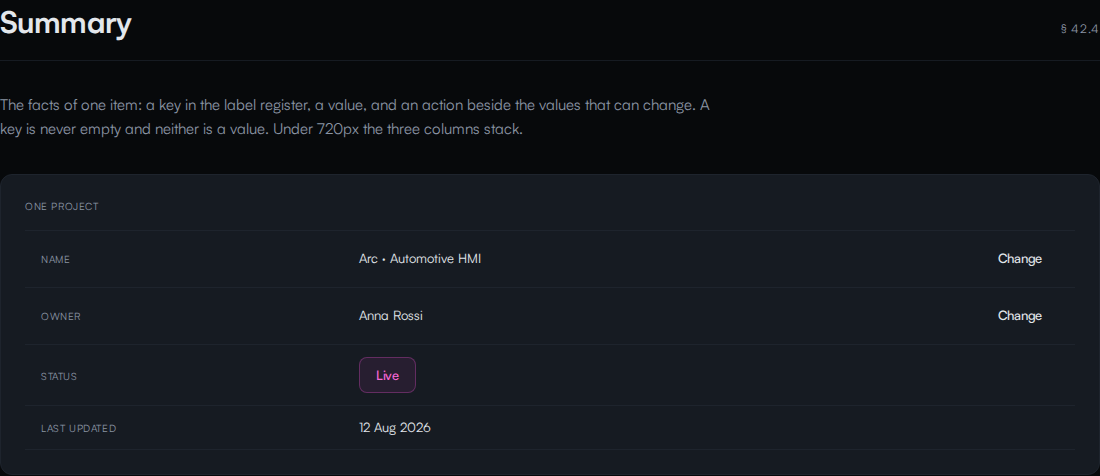 Summary
§ 42.4
The facts of one item: a key in the label register, a value, and an action beside the values that can change. A
key is never empty and neither is a value. Under 720px the three columns stack.
ONE PROJECT
NAME Arc · Automotive HMI Change
OWNER Anna Rossi Change
STATUS Live
LAST UPDATED 12 Aug 2026